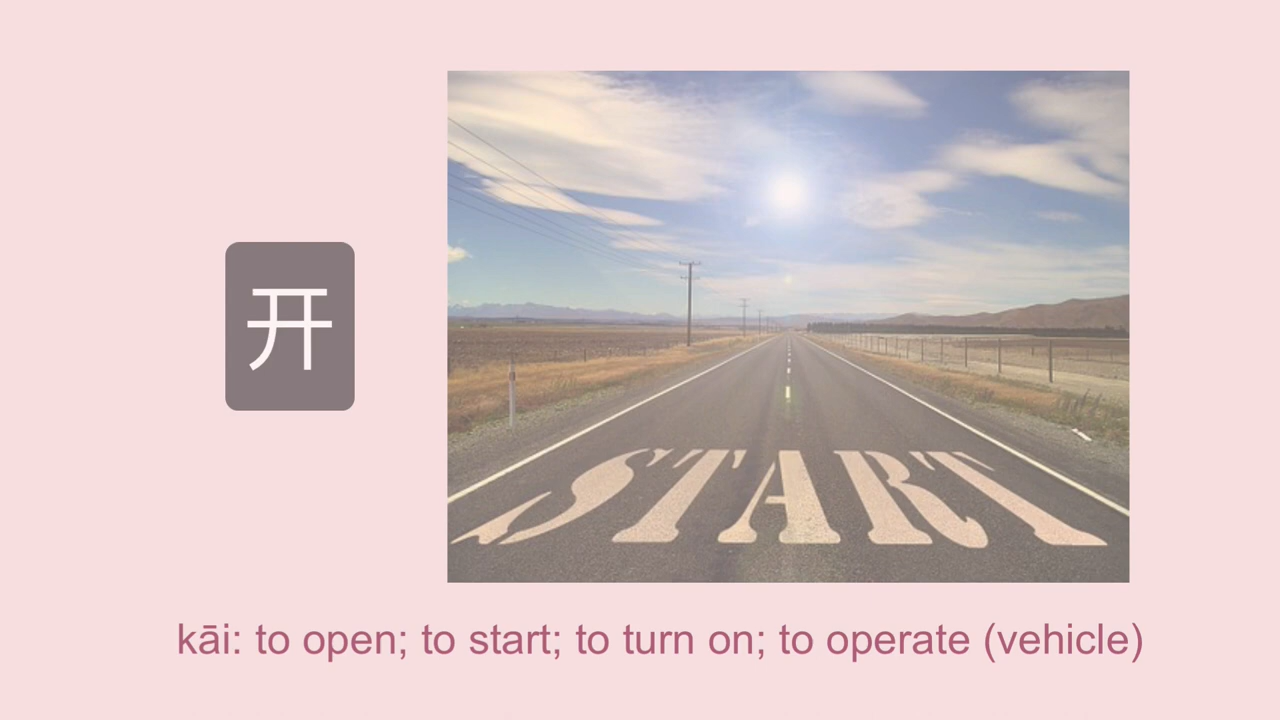 开
START
kāi: to open; to start; to turn on; to operate (vehicle)